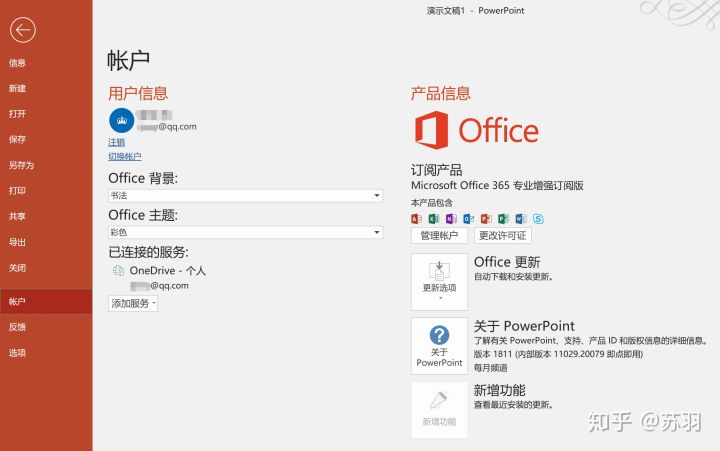 演示文稿1 - PowerPoint
信息
新建
打开
保存
另存为
打印
共享
导出
关闭
帐户
反馈
选项
帐户
用户信息
@qq.com
注销
切换帐户
Office 背景:
书法
Office 主题:
彩色
已连接的服务:
OneDrive - 个人
@qq.com
添加服务
产品信息
Office
订阅产品
Microsoft Office 365 专业增强订阅版
本产品包含
管理帐户 更改许可证
更新选项
Office 更新
自动下载和安装更新。
关于 PowerPoint
关于 PowerPoint
了解有关 PowerPoint、支持、产品 ID 和版权信息的详细信息。
版本 1811 (内部版本 11029.20079 即点即用)
每月频道
新增功能
新增功能
查看最近安装的更新。
知乎 @苏羽